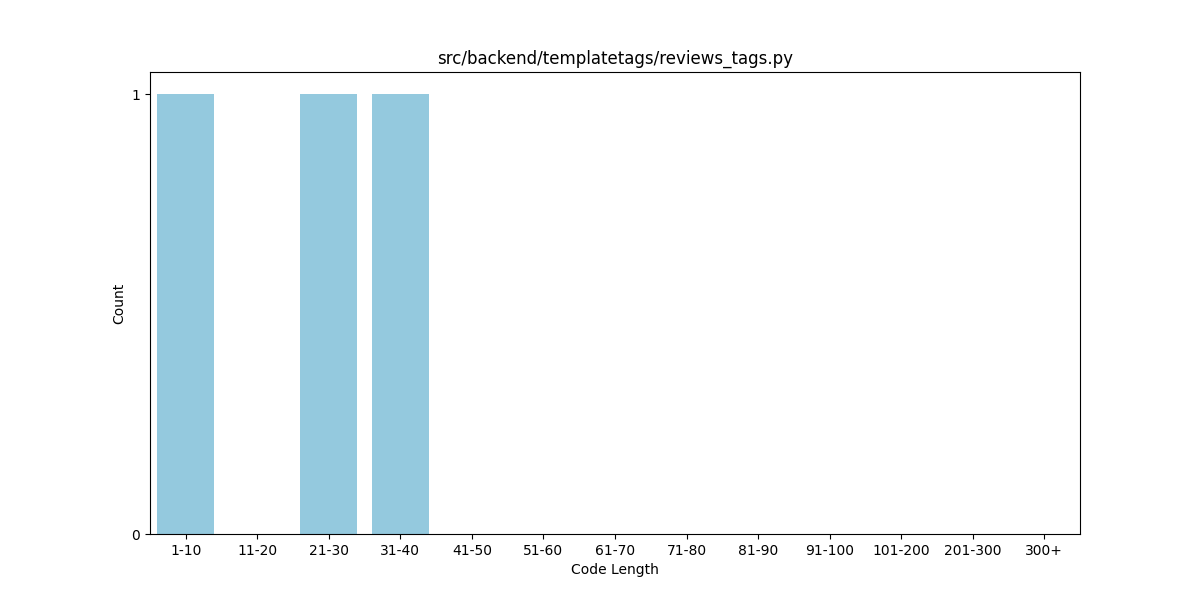 src/backend/templatetags/reviews_tags.py
1
Count
0
1-10 11-20 21-30 31-40 41-50 51-60 61-70 71-80 81-90 91-100 101-200 201-300 300+
Code Length